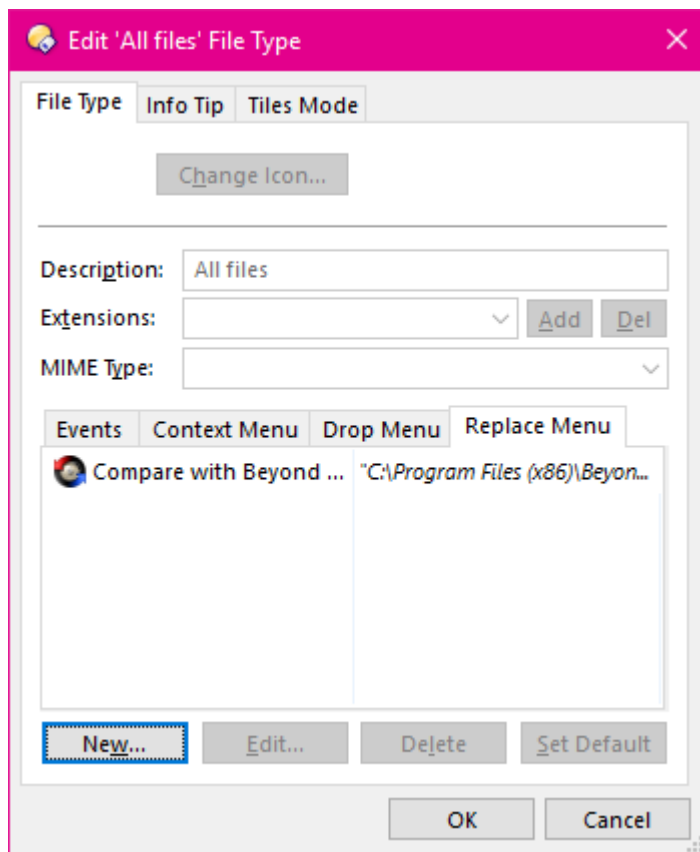 Edit 'All files' File Type
File Type Info Tip Tiles Mode
Change Icon...
Description: All files
Extensions: Add Del
MIME Type:
Events Context Menu Drop Menu Replace Menu
Compare with Beyond ... "C:\Program Files (x86)\Beyon...
New... Edit... Delete Set Default
OK Cancel